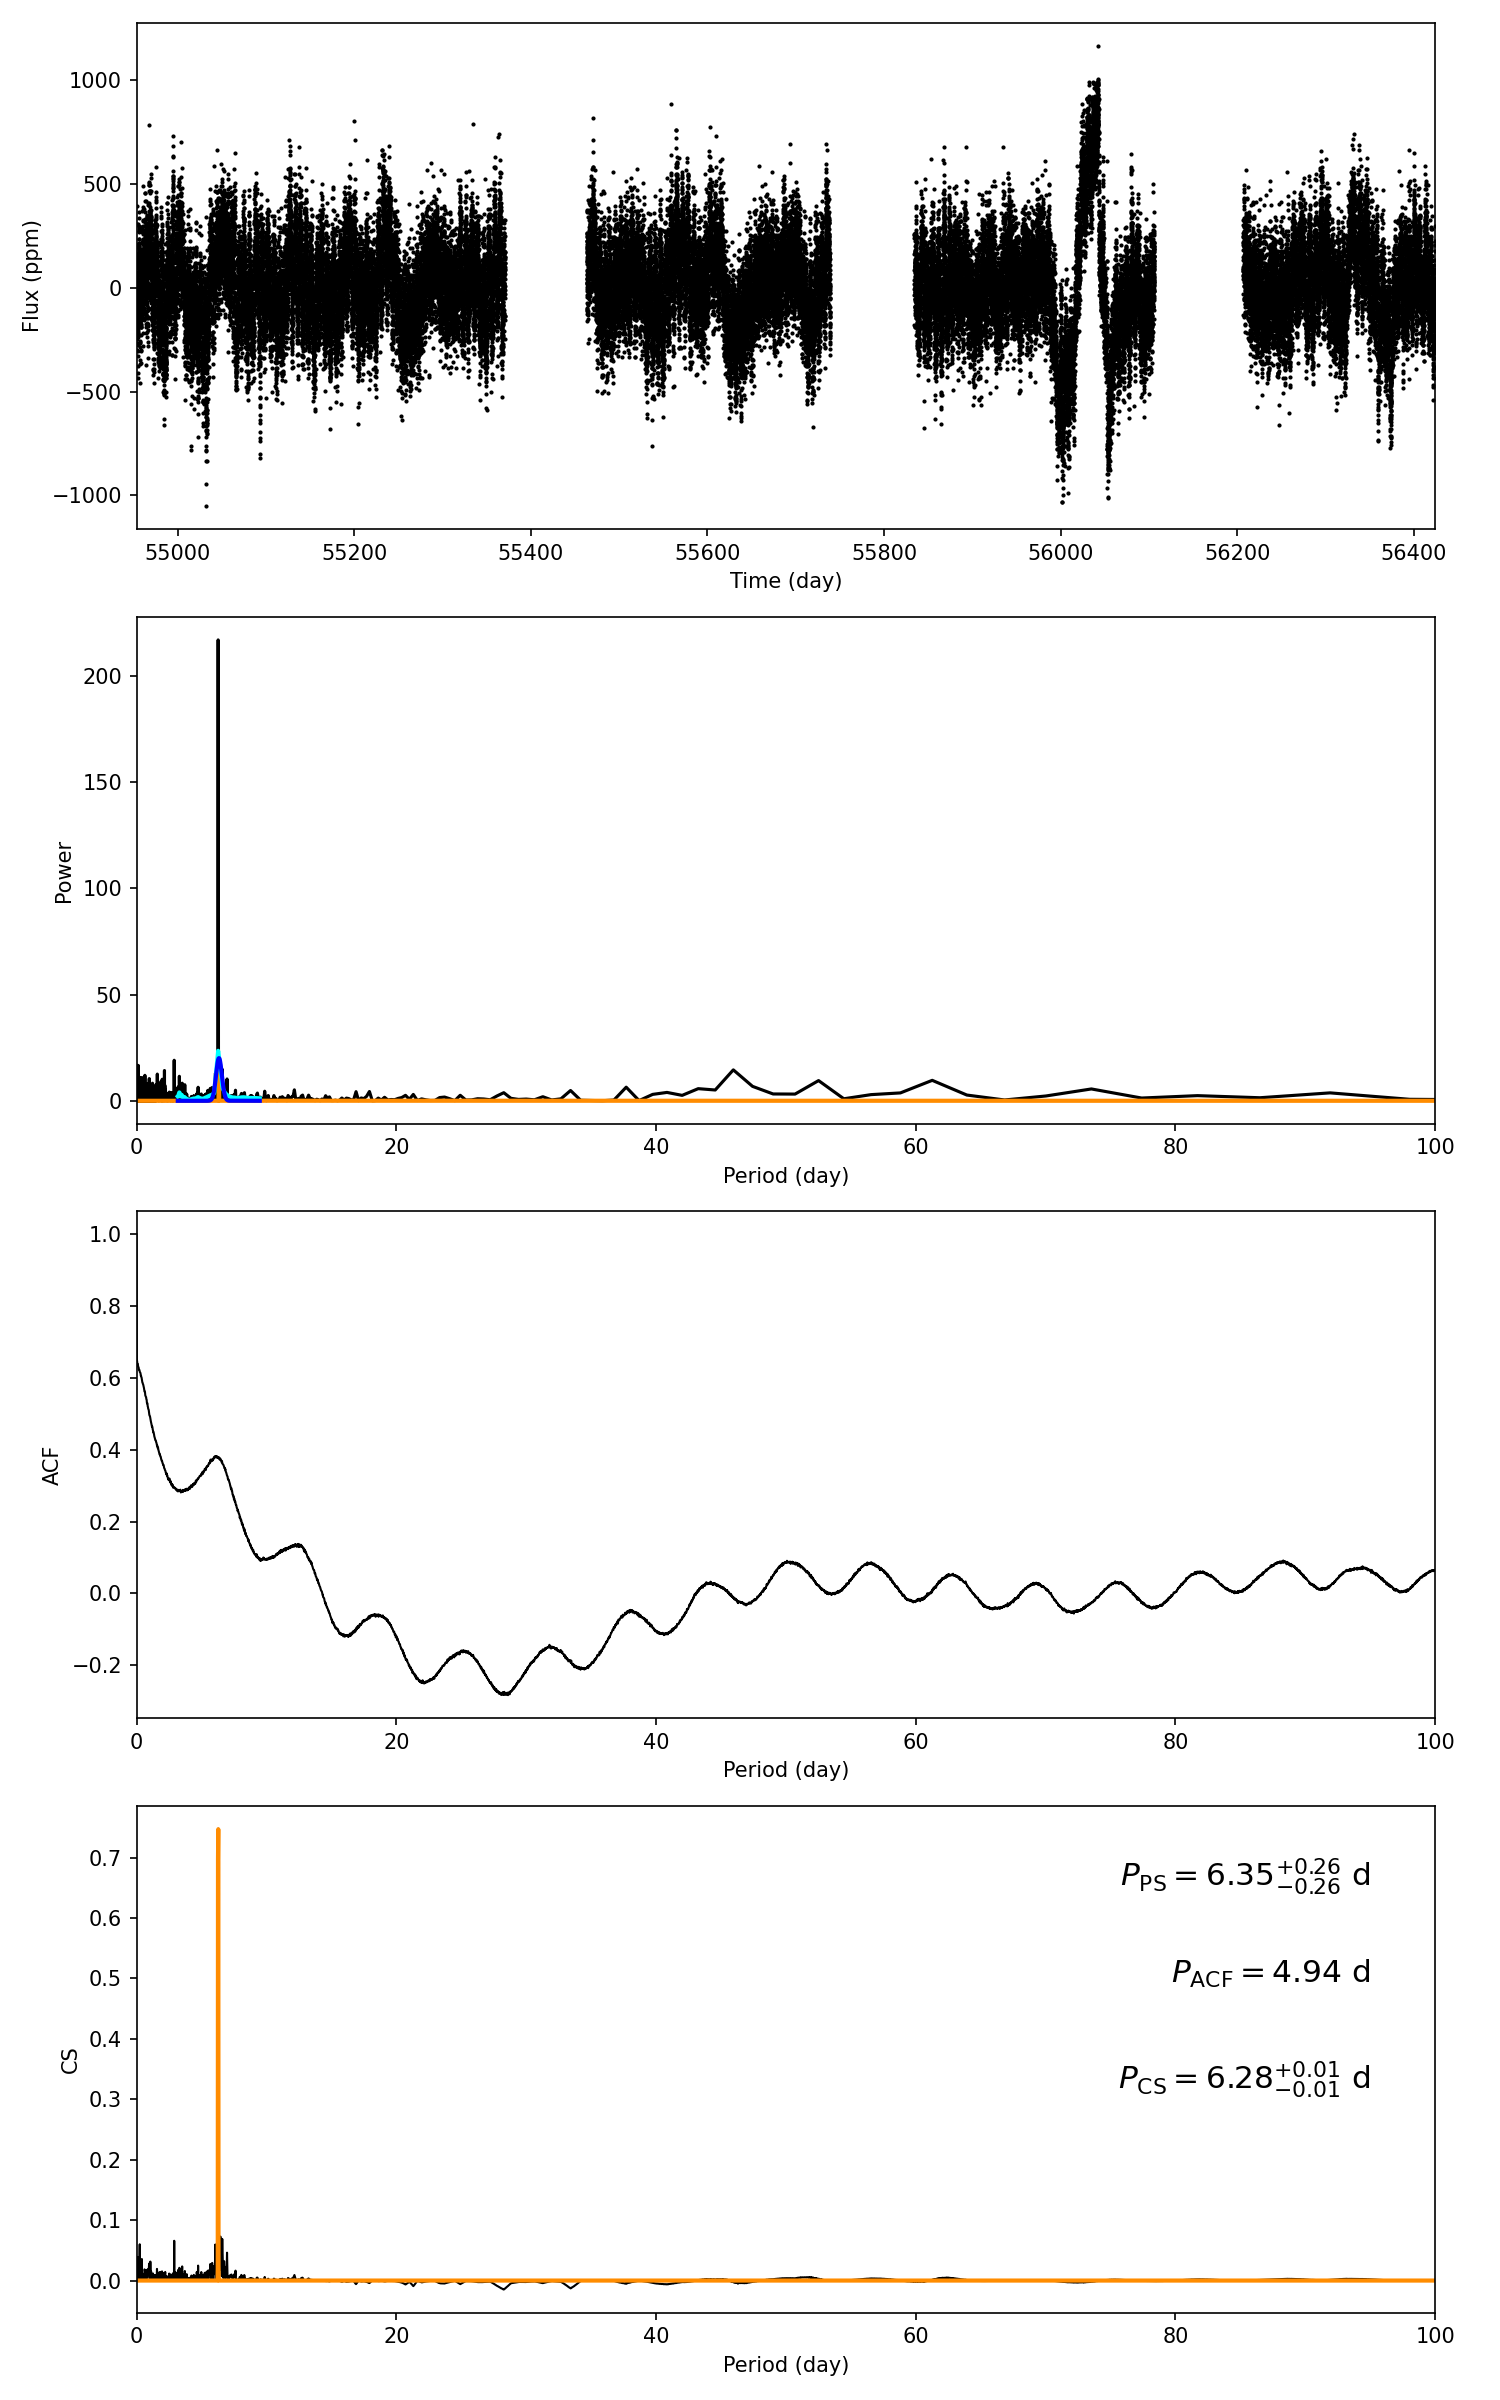 1000
500
0
−500
−1000
Flux (ppm)
55000 55200 55400 55600 55800 56000 56200 56400
Time (day)
200
150
100
50
0
Power
0 20 40 60 80 100
Period (day)
1.0
0.8
0.6
0.4
0.2
0.0
−0.2
ACF
0 20 40 60 80 100
Period (day)
0.7
0.6
0.5
0.4
0.3
0.2
0.1
0.0
CS
P_PS = 6.35 +0.26 −0.26 d
P_ACF = 4.94 d
P_CS = 6.28 +0.01 −0.01 d
0 20 40 60 80 100
Period (day)